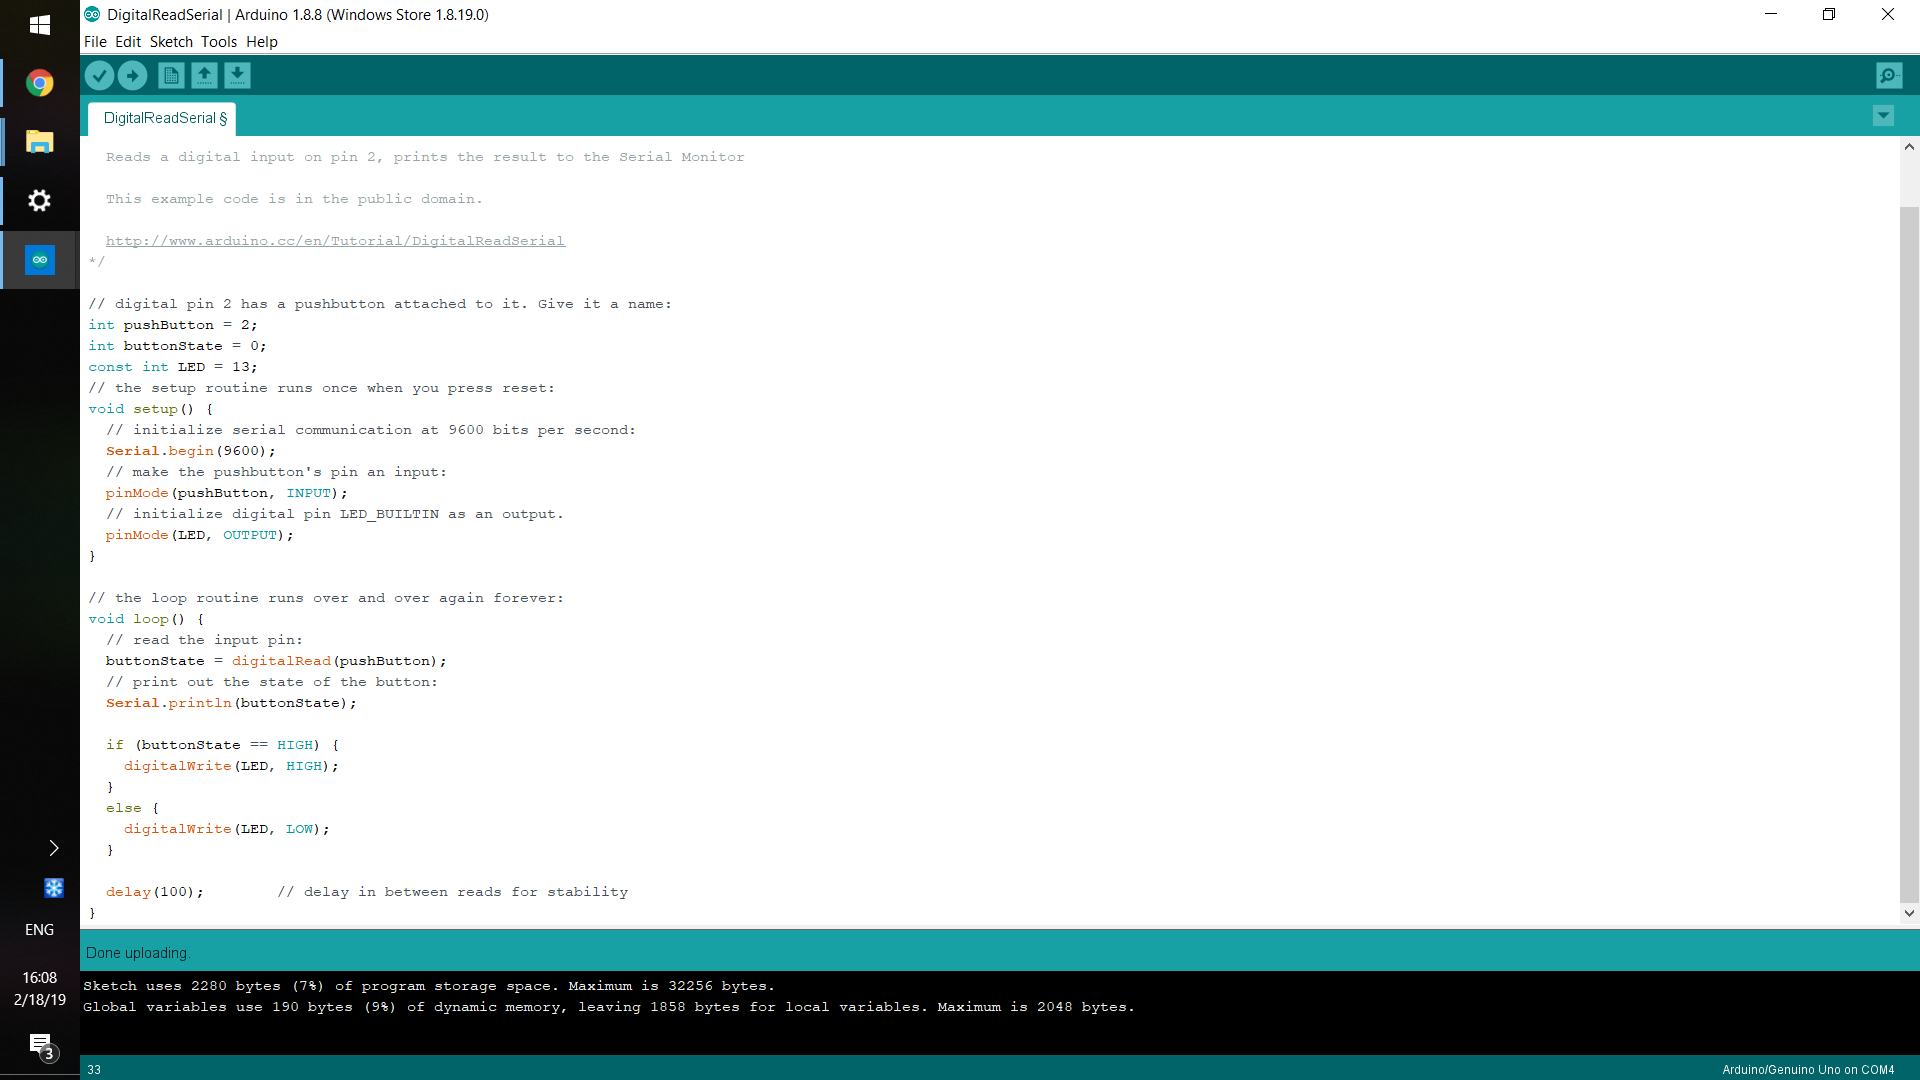 DigitalReadSerial | Arduino 1.8.8 (Windows Store 1.8.19.0)
File Edit Sketch Tools Help
DigitalReadSerial §
Reads a digital input on pin 2, prints the result to the Serial Monitor
This example code is in the public domain.
http://www.arduino.cc/en/Tutorial/DigitalReadSerial
*/
// digital pin 2 has a pushbutton attached to it. Give it a name:
int pushButton = 2;
int buttonState = 0;
const int LED = 13;
// the setup routine runs once when you press reset:
void setup() {
  // initialize serial communication at 9600 bits per second:
  Serial.begin(9600);
  // make the pushbutton's pin an input:
  pinMode(pushButton, INPUT);
  // initialize digital pin LED_BUILTIN as an output.
  pinMode(LED, OUTPUT);
}
// the loop routine runs over and over again forever:
void loop() {
  // read the input pin:
  buttonState = digitalRead(pushButton);
  // print out the state of the button:
  Serial.println(buttonState);
  if (buttonState == HIGH) {
    digitalWrite(LED, HIGH);
  }
  else {
    digitalWrite(LED, LOW);
  }
  delay(100);        // delay in between reads for stability
}
Done uploading.
Sketch uses 2280 bytes (7%) of program storage space. Maximum is 32256 bytes.
Global variables use 190 bytes (9%) of dynamic memory, leaving 1858 bytes for local variables. Maximum is 2048 bytes.
33
Arduino/Genuino Uno on COM4
ENG
16:08
2/18/19
3